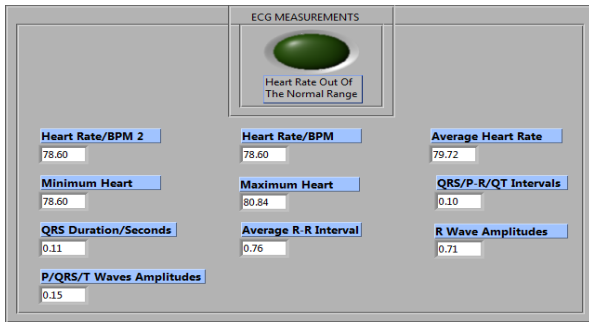 ECG MEASUREMENTS
Heart Rate Out Of
The Normal Range
Heart Rate/BPM 2
78.60
Heart Rate/BPM
78.60
Average Heart Rate
79.72
Minimum Heart
78.60
Maximum Heart
80.84
QRS/P-R/QT Intervals
0.10
QRS Duration/Seconds
0.11
Average R-R Interval
0.76
R Wave Amplitudes
0.71
P/QRS/T Waves Amplitudes
0.15